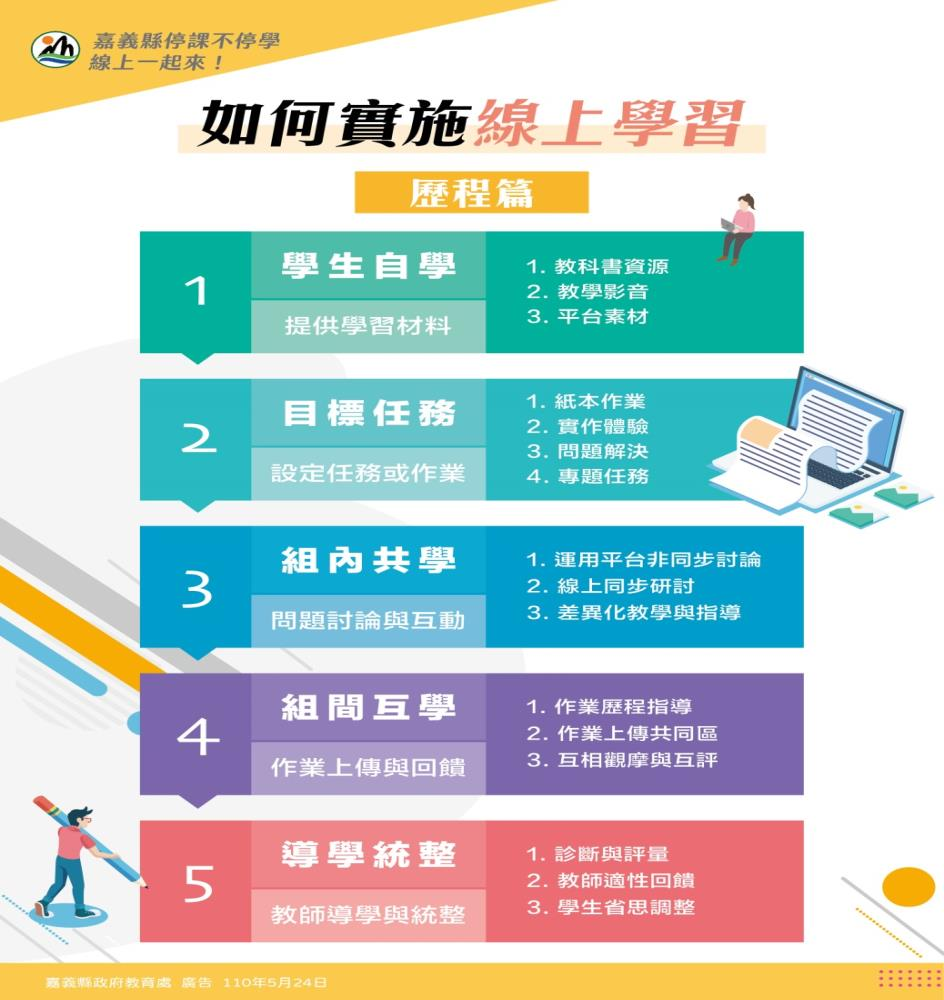 嘉義縣停課不停學
線上一起來！
如何實施線上學習
歷程篇
1
學生自學
提供學習材料
1. 教科書資源
2. 教學影音
3. 平台素材
2
目標任務
設定任務或作業
1. 紙本作業
2. 實作體驗
3. 問題解決
4. 專題任務
3
組內共學
問題討論與互動
1. 運用平台非同步討論
2. 線上同步研討
3. 差異化教學與指導
4
組間互學
作業上傳與回饋
1. 作業歷程指導
2. 作業上傳共同區
3. 互相觀摩與互評
5
導學統整
教師導學與統整
1. 診斷與評量
2. 教師適性回饋
3. 學生省思調整
嘉義縣政府教育處 廣告 110年5月24日